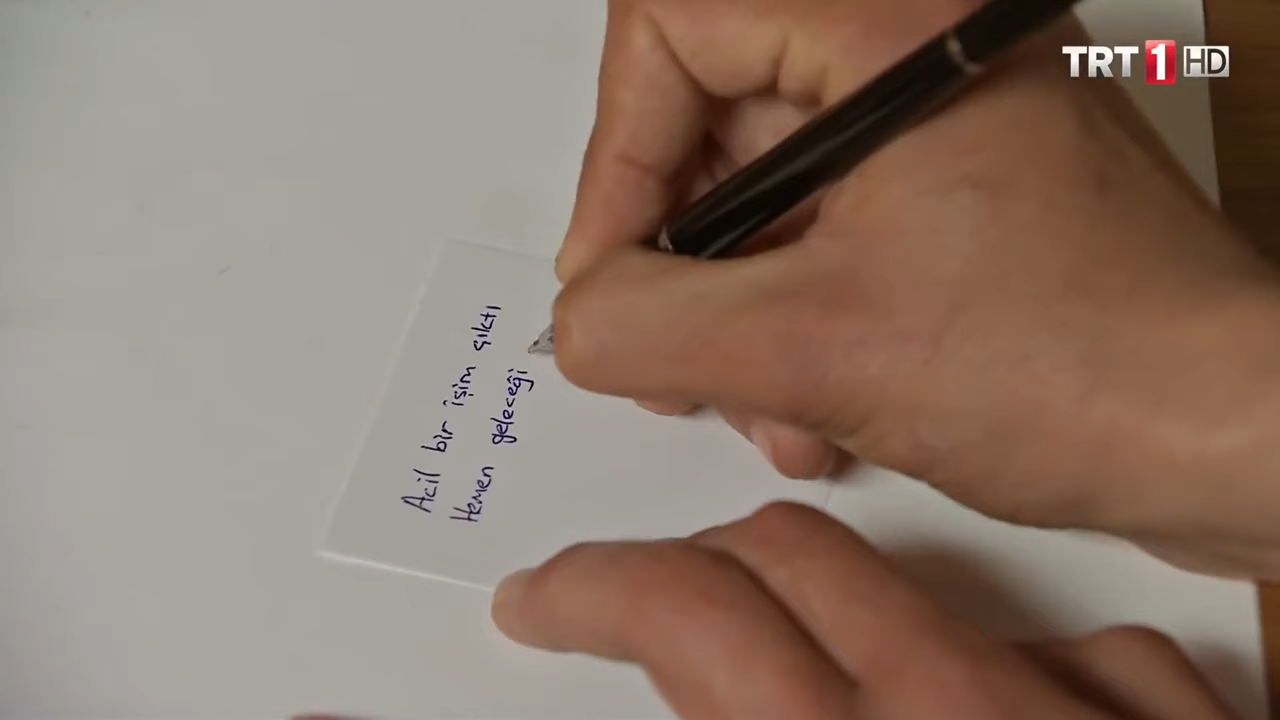 Acil bir işim çıktı
Hemen geleceği
TRT 1 HD